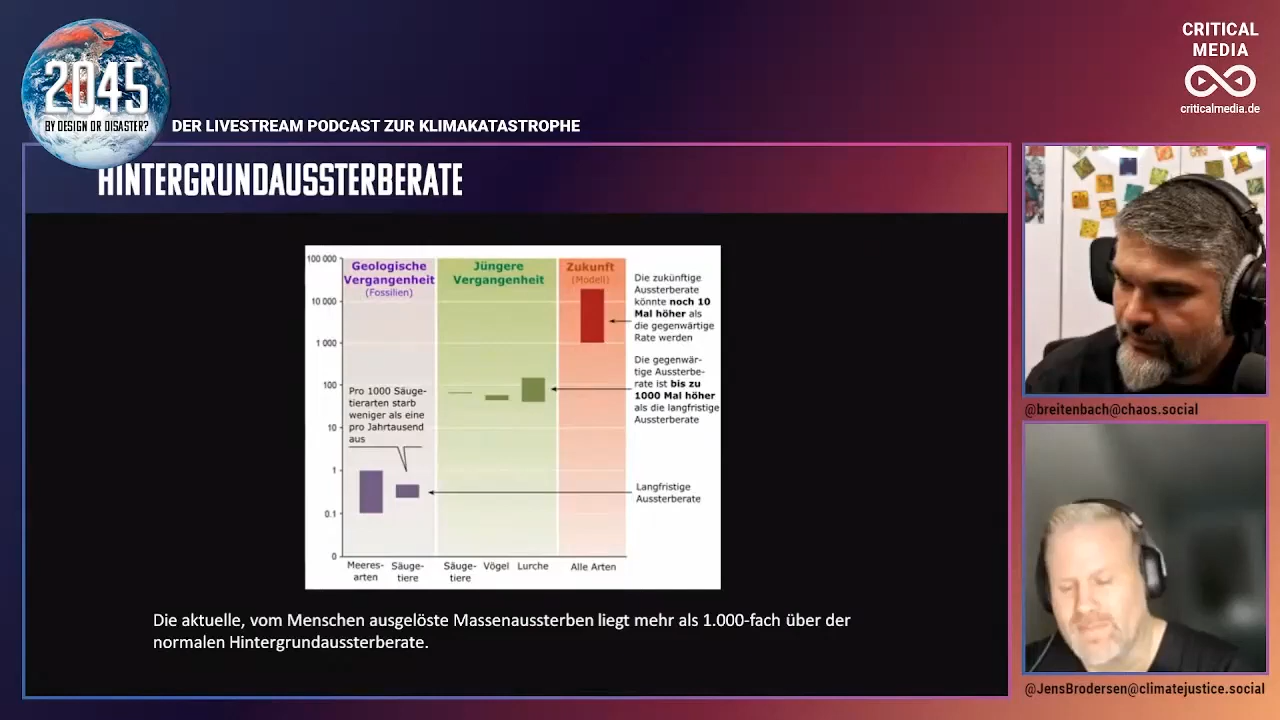 2045
BY DESIGN OR DISASTER?
DER LIVESTREAM PODCAST ZUR KLIMAKATASTROPHE
CRITICAL
MEDIA
criticalmedia.de
HINTERGRUNDAUSSTERBERATE
100 000
10 000
1 000
100
10
1
0.1
0
Geologische
Vergangenheit
(Fossilien)
Jüngere
Vergangenheit
Zukunft
(Modell)
Pro 1000 Säuge-
tierarten starb
weniger als eine
pro Jahrtausend
aus
Die zukünftige
Aussterberate
könnte noch 10
Mal höher als
die gegenwärtige
Rate werden
Die gegenwär-
tige Aussterbe-
rate ist bis zu
1000 Mal höher
als die langfristige
Aussterberate
Langfristige
Aussterberate
Meeres-
arten
Säuge-
tiere
Säuge-
tiere
Vögel
Lurche
Alle Arten
Die aktuelle, vom Menschen ausgelöste Massenaussterben liegt mehr als 1.000-fach über der
normalen Hintergrundaussterberate.
@breitenbach@chaos.social
@JensBrodersen@climatejustice.social